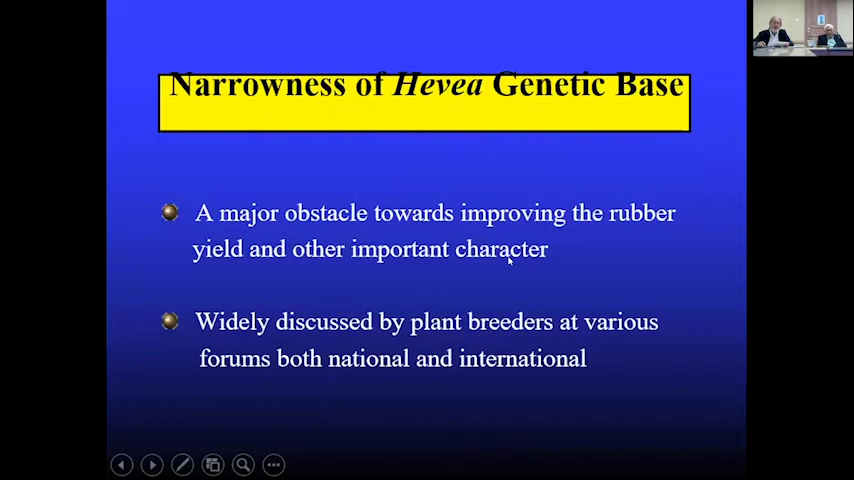 Narrowness of Hevea Genetic Base
A major obstacle towards improving the rubber
yield and other important character
Widely discussed by plant breeders at various
forums both national and international